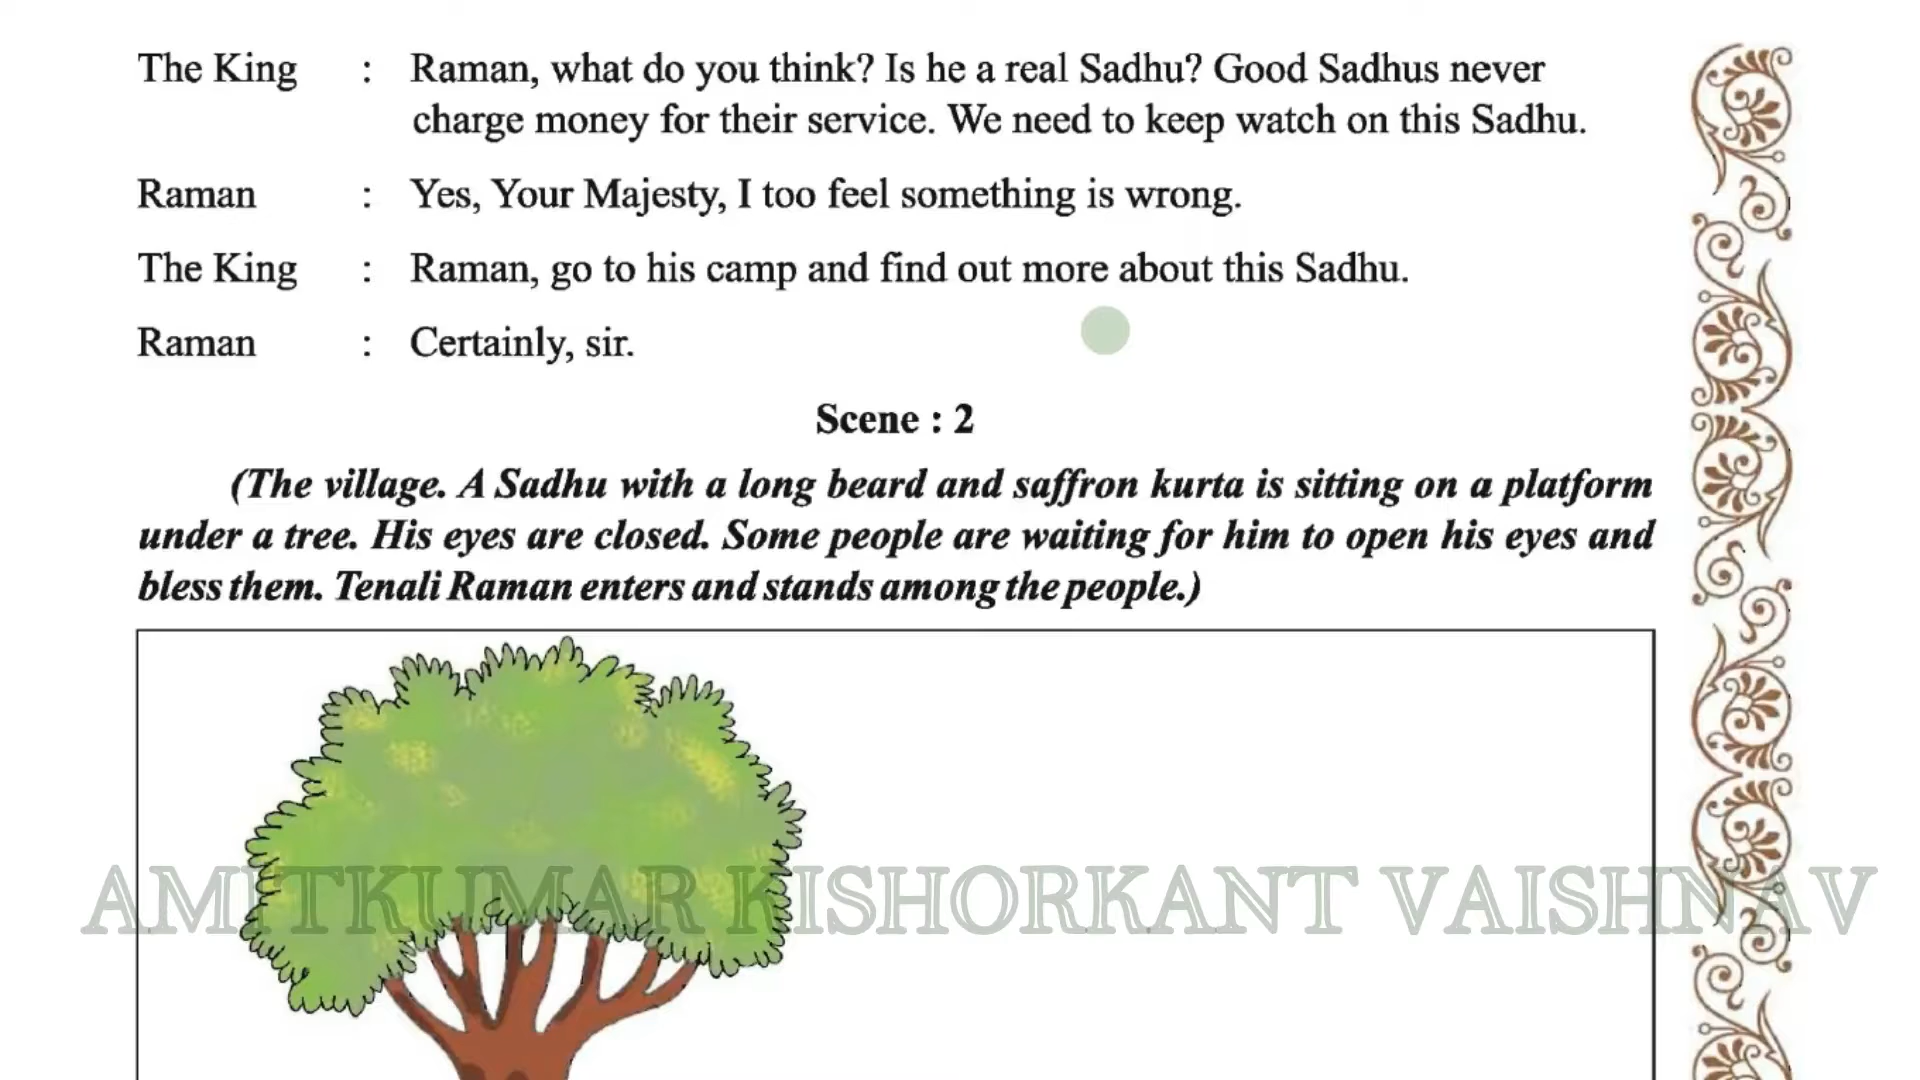 The King : Raman, what do you think? Is he a real Sadhu? Good Sadhus never
charge money for their service. We need to keep watch on this Sadhu.
Raman : Yes, Your Majesty, I too feel something is wrong.
The King : Raman, go to his camp and find out more about this Sadhu.
Raman : Certainly, sir.
Scene : 2
(The village. A Sadhu with a long beard and saffron kurta is sitting on a platform
under a tree. His eyes are closed. Some people are waiting for him to open his eyes and
bless them. Tenali Raman enters and stands among the people.)
AMITKUMAR KISHORKANT VAISHNAV